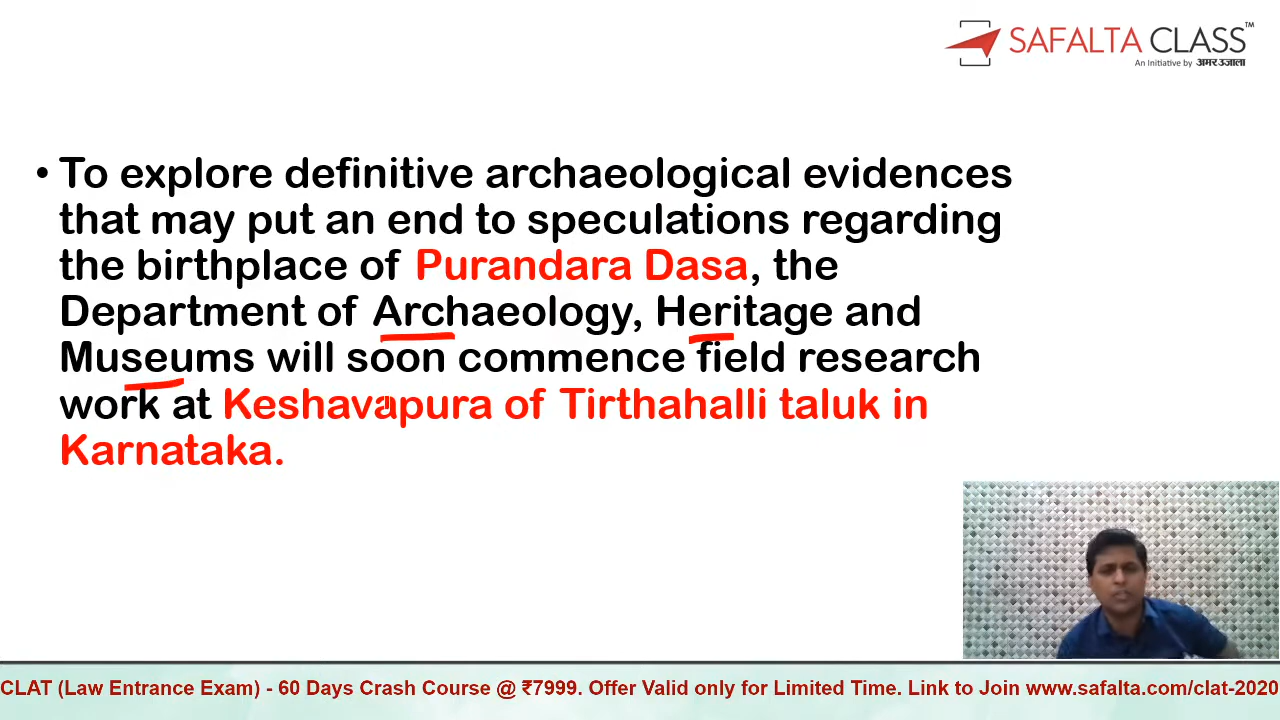 SAFALTA CLASS™
An Initiative by अमर उजाला
• To explore definitive archaeological evidences
that may put an end to speculations regarding
the birthplace of Purandara Dasa, the
Department of Archaeology, Heritage and
Museums will soon commence field research
work at Keshavapura of Tirthahalli taluk in
Karnataka.
CLAT (Law Entrance Exam) - 60 Days Crash Course @ ₹7999. Offer Valid only for Limited Time. Link to Join www.safalta.com/clat-2020